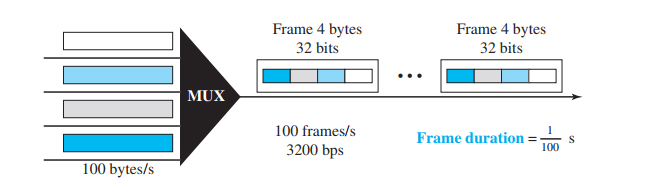 Frame 4 bytes
32 bits
Frame 4 bytes
32 bits
MUX
100 frames/s
3200 bps
Frame duration = 1/100 s
100 bytes/s